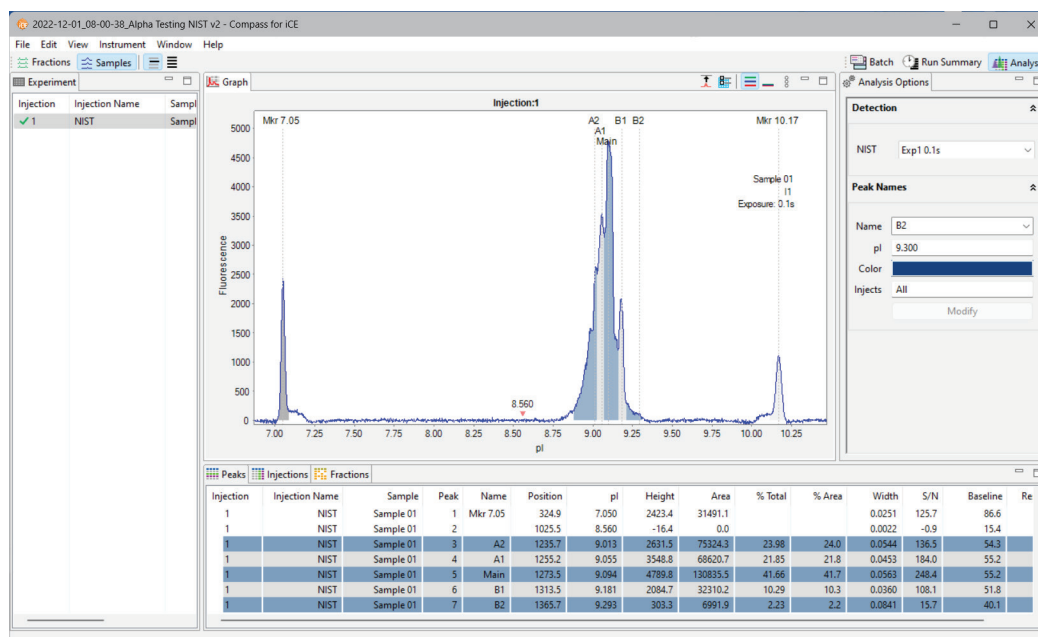 2022-12-01_08-00-38_Alpha Testing NIST v2 - Compass for iCE
File Edit View Instrument Window Help
Fractions Samples Batch Run Summary Analys
Experiment
Injection Injection Name Sampl
1 NIST Sampl
Graph
Injection:1
Mkr 7.05 A2 B1 B2 Mkr 10.17
A1
Main
Sample 01
I1
Exposure: 0.1s
Fluorescence
5000
4500
4000
3500
3000
2500
2000
1500
1000
500
0
8.560
7.00 7.25 7.50 7.75 8.00 8.25 8.50 8.75 9.00 9.25 9.50 9.75 10.00 10.25
pI
Analysis Options
Detection
NIST Exp1 0.1s
Peak Names
Name B2
pI 9.300
Color
Injects All
Modify
Peaks Injections Fractions
Injection Injection Name Sample Peak Name Position pI Height Area % Total % Area Width S/N Baseline Re
1 NIST Sample 01 1 Mkr 7.05 324.9 7.050 2423.4 31491.1 0.0251 125.7 86.6
1 NIST Sample 01 2 1025.5 8.560 -16.4 0.0 0.0022 -0.9 15.4
1 NIST Sample 01 3 A2 1235.7 9.013 2631.5 75324.3 23.98 24.0 0.0544 136.5 54.3
1 NIST Sample 01 4 A1 1255.2 9.055 3548.8 68620.7 21.85 21.8 0.0453 184.0 55.2
1 NIST Sample 01 5 Main 1273.5 9.094 4789.8 130835.5 41.66 41.7 0.0563 248.4 55.2
1 NIST Sample 01 6 B1 1313.5 9.181 2084.7 32310.2 10.29 10.3 0.0360 108.1 51.8
1 NIST Sample 01 7 B2 1365.7 9.293 303.3 6991.9 2.23 2.2 0.0841 15.7 40.1